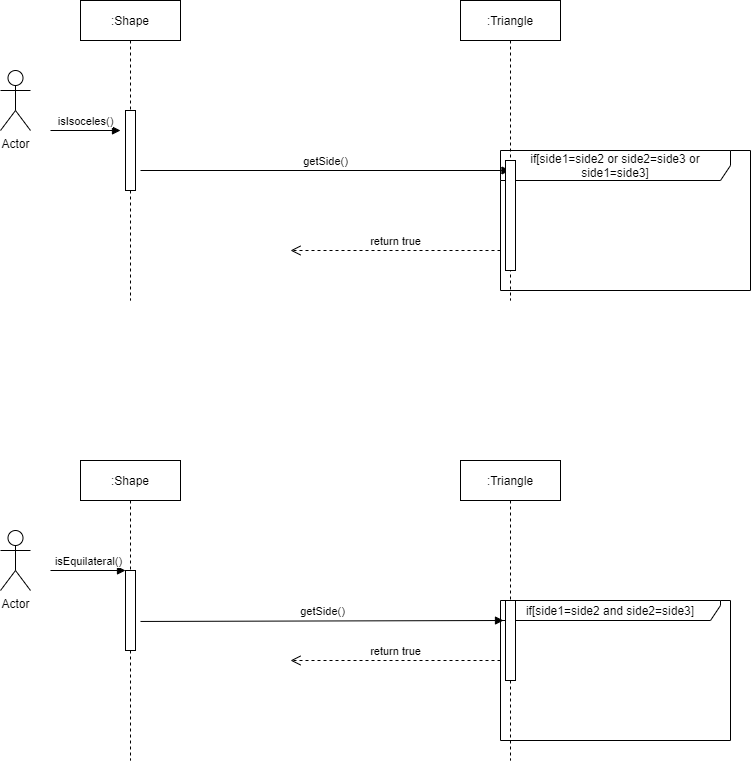 :Shape
:Triangle
Actor
isIsoceles()
getSide()
if[side1=side2 or side2=side3 or
side1=side3]
return true
:Shape
:Triangle
Actor
isEquilateral()
getSide()
if[side1=side2 and side2=side3]
return true